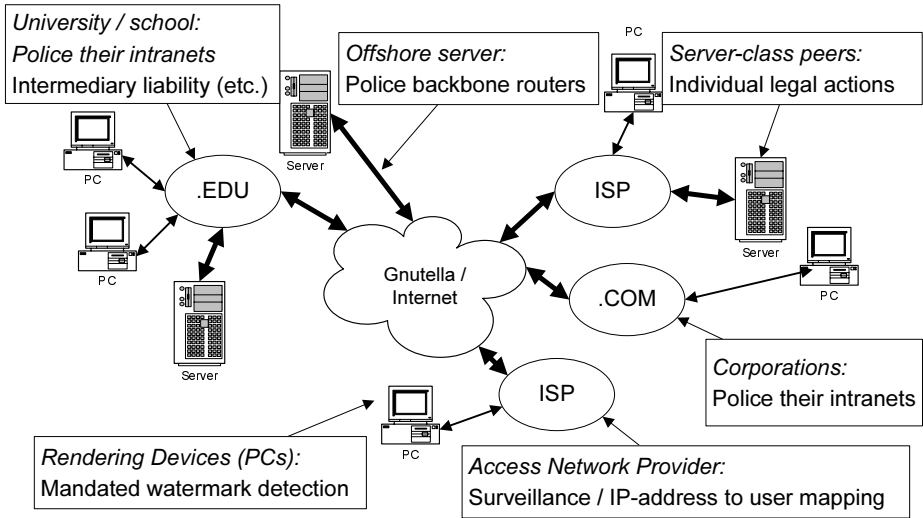 University / school:
Police their intranets
Intermediary liability (etc.)
Offshore server:
Police backbone routers
PC
Server-class peers:
Individual legal actions
PC
Server
.EDU
ISP
PC
Server
Gnutella /
Internet
.COM
PC
Server
Corporations:
Police their intranets
ISP
PC
Rendering Devices (PCs):
Mandated watermark detection
Access Network Provider:
Surveillance / IP-address to user mapping